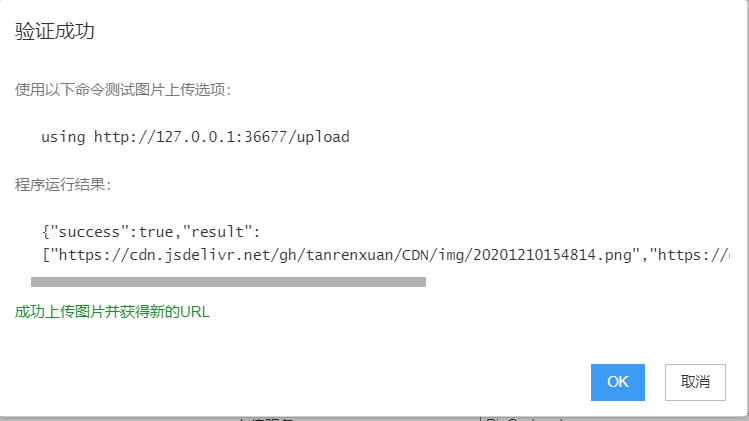 验证成功
使用以下命令测试图片上传选项:
using http://127.0.0.1:36677/upload
程序运行结果:
{"success":true,"result":
["https://cdn.jsdelivr.net/gh/tanrenxuan/CDN/img/20201210154814.png","https://
成功上传图片并获得新的URL
OK 取消